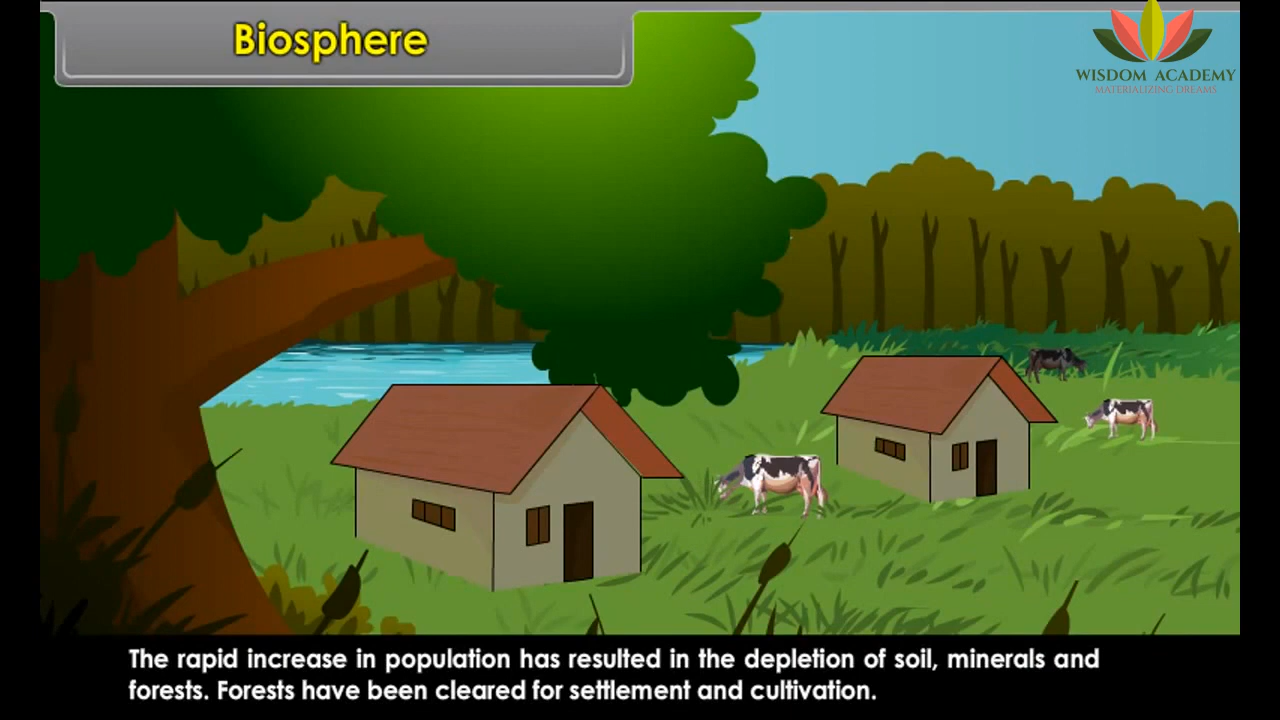 Biosphere
WISDOM ACADEMY
MATERIALIZING DREAMS
The rapid increase in population has resulted in the depletion of soil, minerals and
forests. Forests have been cleared for settlement and cultivation.